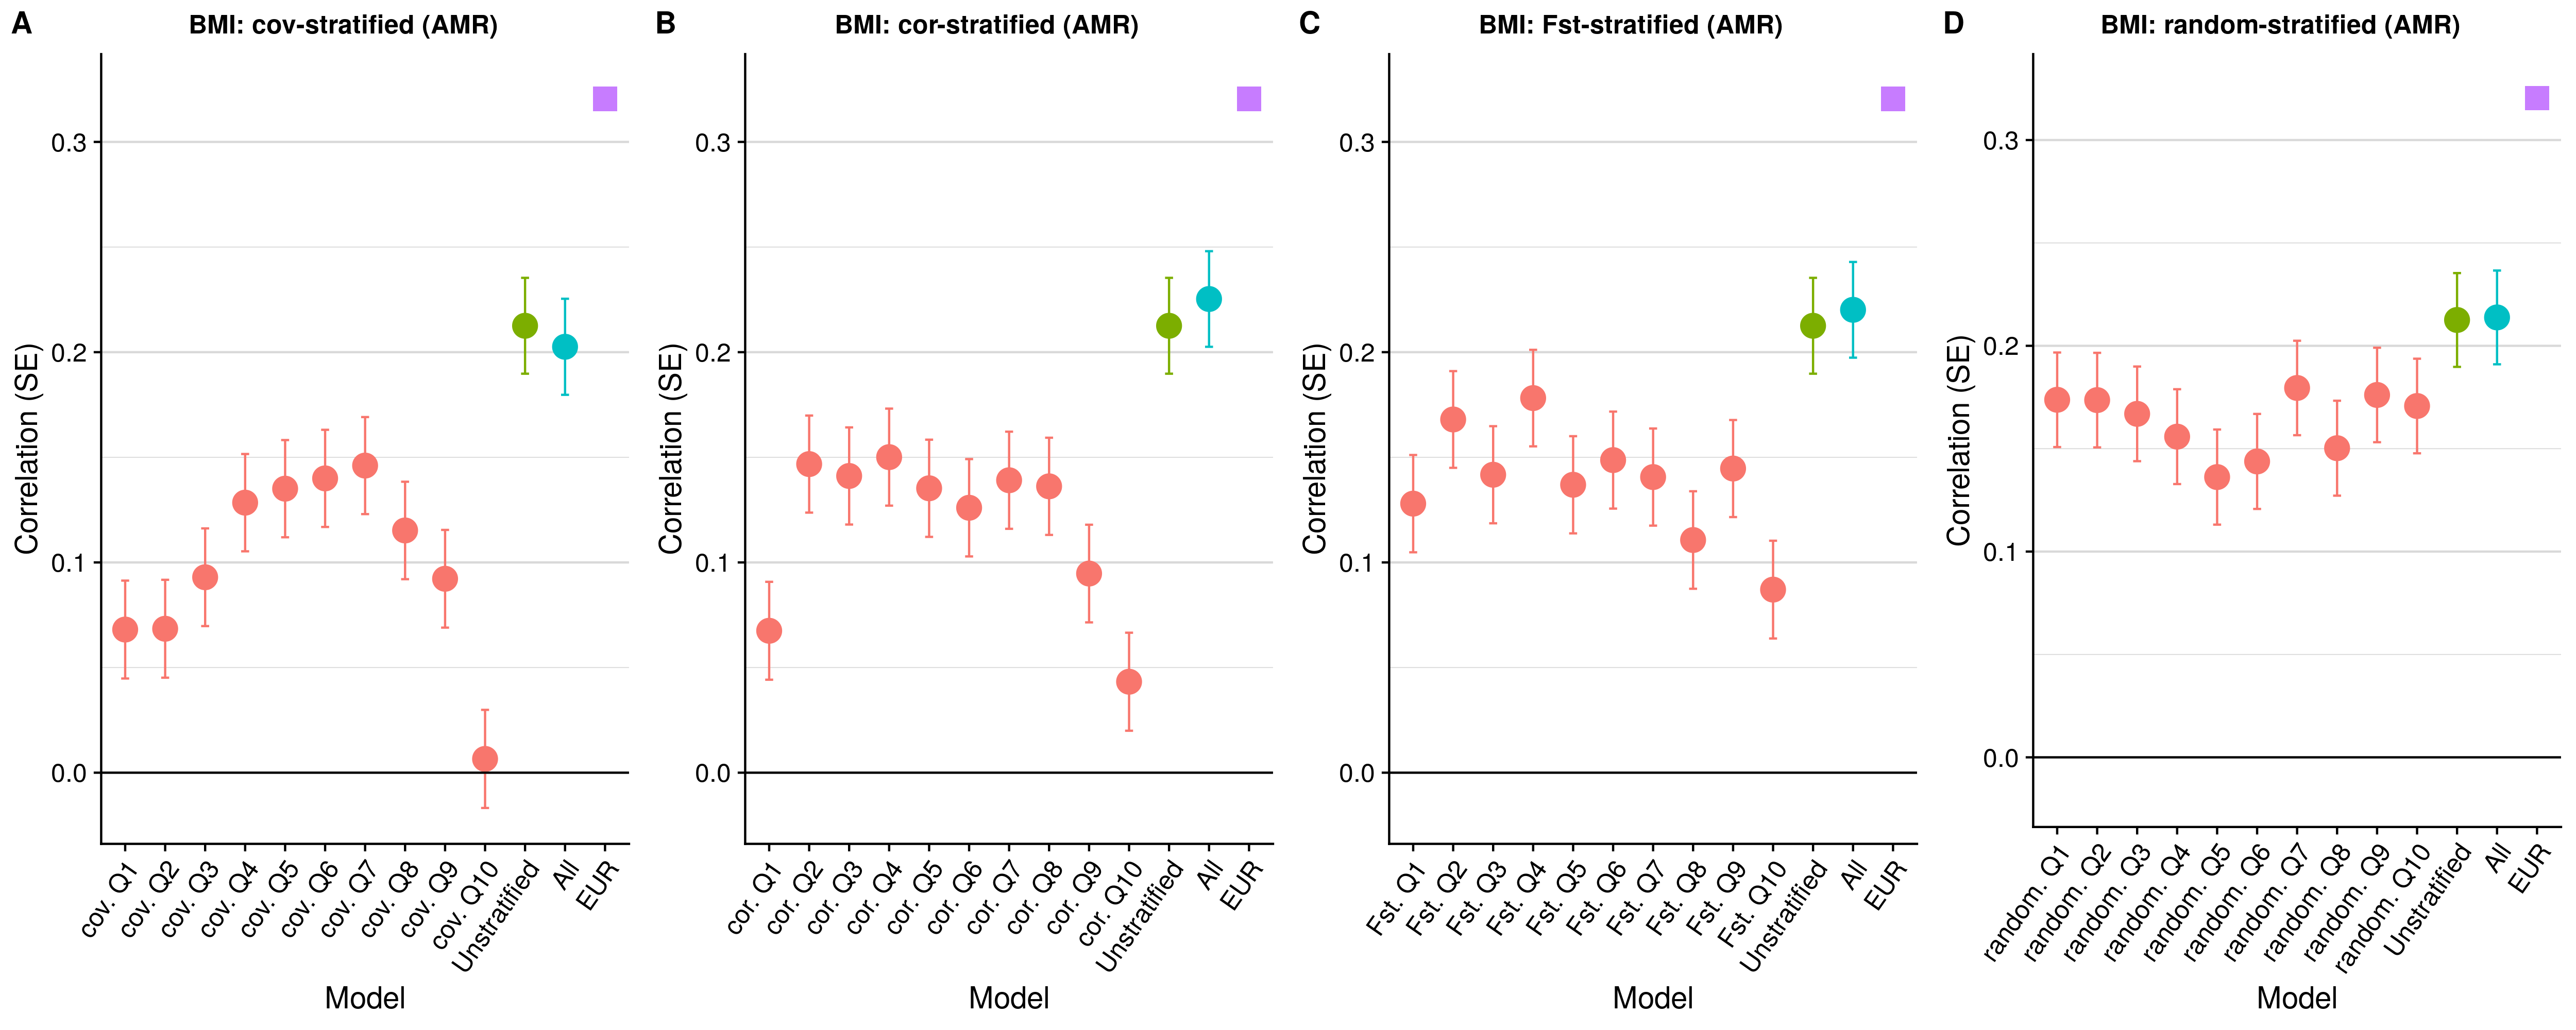 A
BMI: cov-stratified (AMR)
Correlation (SE)
0.3
0.2
0.1
0.0
cov. Q1
cov. Q2
cov. Q3
cov. Q4
cov. Q5
cov. Q6
cov. Q7
cov. Q8
cov. Q9
cov. Q10
Unstratified
All
EUR
Model
B
BMI: cor-stratified (AMR)
Correlation (SE)
0.3
0.2
0.1
0.0
cor. Q1
cor. Q2
cor. Q3
cor. Q4
cor. Q5
cor. Q6
cor. Q7
cor. Q8
cor. Q9
cor. Q10
Unstratified
All
EUR
Model
C
BMI: Fst-stratified (AMR)
Correlation (SE)
0.3
0.2
0.1
0.0
Fst. Q1
Fst. Q2
Fst. Q3
Fst. Q4
Fst. Q5
Fst. Q6
Fst. Q7
Fst. Q8
Fst. Q9
Fst. Q10
Unstratified
All
EUR
Model
D
BMI: random-stratified (AMR)
Correlation (SE)
0.3
0.2
0.1
0.0
random. Q1
random. Q2
random. Q3
random. Q4
random. Q5
random. Q6
random. Q7
random. Q8
random. Q9
random. Q10
Unstratified
All
EUR
Model